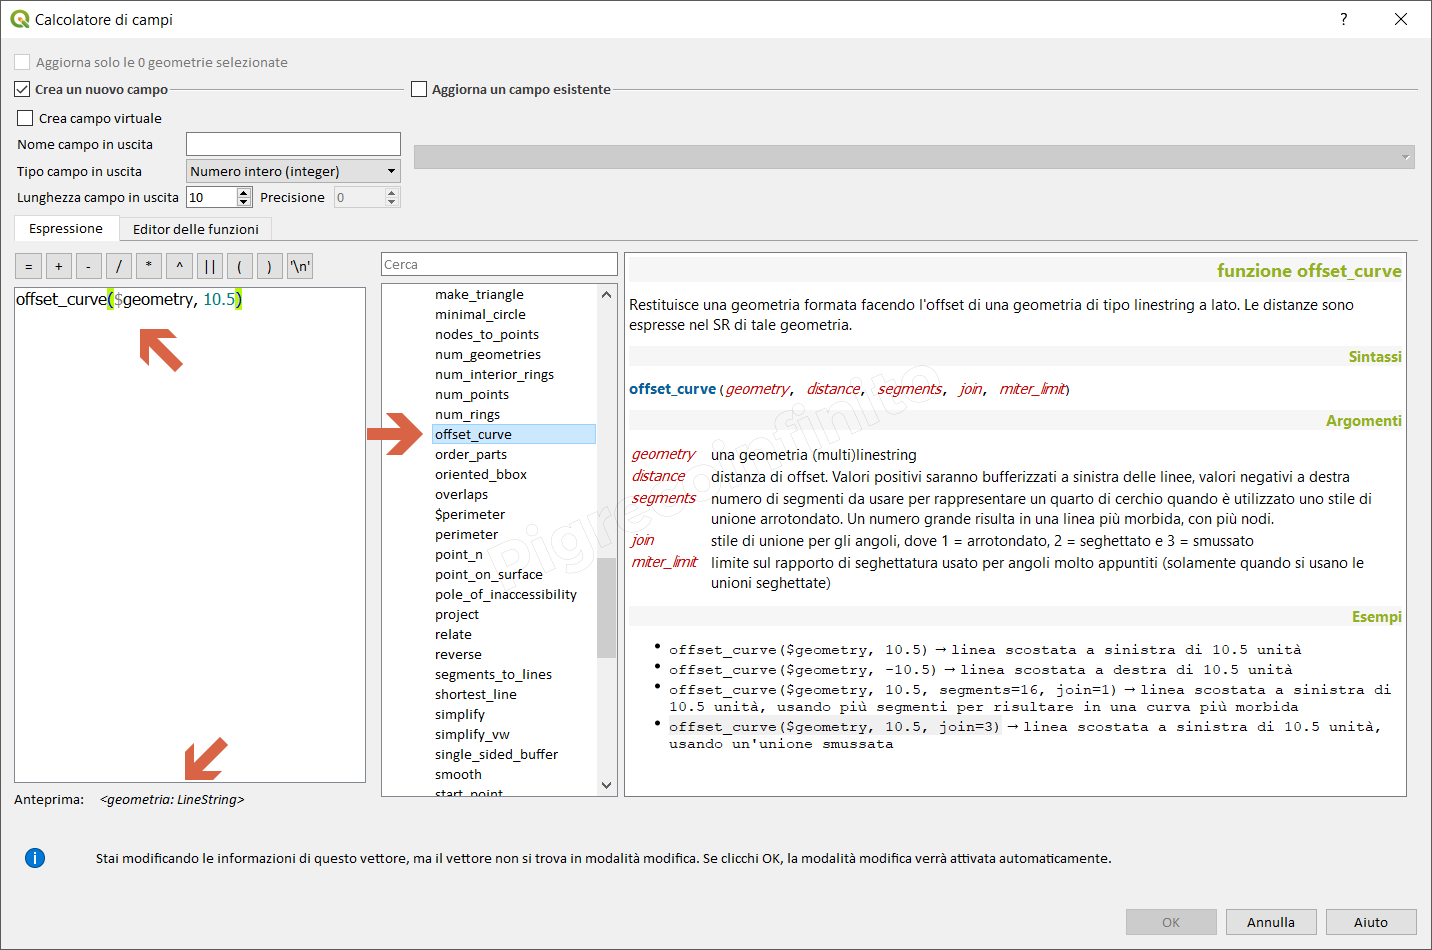 Calcolatore di campi
?
Aggiorna solo le 0 geometrie selezionate
Crea un nuovo campo
Aggiorna un campo esistente
Crea campo virtuale
Nome campo in uscita
Tipo campo in uscita
Numero intero (integer)
Lunghezza campo in uscita
10
Precisione
0
Espressione
Editor delle funzioni
= + - / * ^ || ( ) '\n'
offset_curve($geometry, 10.5)
Anteprima: <geometria: LineString>
Cerca
make_triangle
minimal_circle
nodes_to_points
num_geometries
num_interior_rings
num_points
num_rings
offset_curve
order_parts
oriented_bbox
overlaps
$perimeter
perimeter
point_n
point_on_surface
pole_of_inaccessibility
project
relate
reverse
segments_to_lines
shortest_line
simplify
simplify_vw
single_sided_buffer
smooth
start_point
funzione offset_curve
Restituisce una geometria formata facendo l'offset di una geometria di tipo linestring a lato. Le distanze sono
espresse nel SR di tale geometria.
Sintassi
offset_curve(geometry, distance, segments, join, miter_limit)
Argomenti
geometry una geometria (multi)linestring
distance distanza di offset. Valori positivi saranno bufferizzati a sinistra delle linee, valori negativi a destra
segments numero di segmenti da usare per rappresentare un quarto di cerchio quando è utilizzato uno stile di
unione arrotondato. Un numero grande risulta in una linea più morbida, con più nodi.
join stile di unione per gli angoli, dove 1 = arrotondato, 2 = seghettato e 3 = smussato
miter_limit limite sul rapporto di seghettatura usato per angoli molto appuntiti (solamente quando si usano le
unioni seghettate)
Esempi
• offset_curve($geometry, 10.5) → linea scostata a sinistra di 10.5 unità
• offset_curve($geometry, -10.5) → linea scostata a destra di 10.5 unità
• offset_curve($geometry, 10.5, segments=16, join=1) → linea scostata a sinistra di
10.5 unità, usando più segmenti per risultare in una curva più morbida
• offset_curve($geometry, 10.5, join=3) → linea scostata a sinistra di 10.5 unità,
usando un'unione smussata
Pigrecoinfinito
Stai modificando le informazioni di questo vettore, ma il vettore non si trova in modalità modifica. Se clicchi OK, la modalità modifica verrà attivata automaticamente.
OK
Annulla
Aiuto